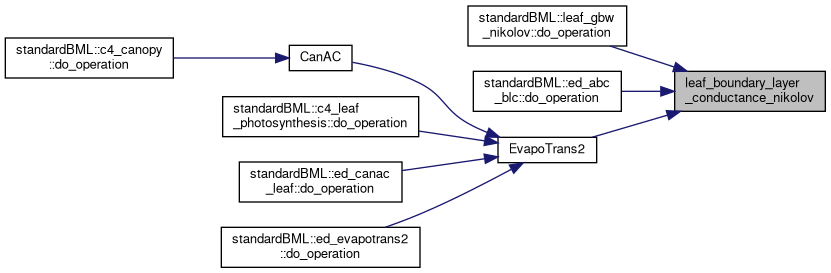 standardBML::c4_canopy
::do_operation
CanAC
standardBML::leaf_gbw
_nikolov::do_operation
standardBML::ed_abc
_blc::do_operation
leaf_boundary_layer
_conductance_nikolov
standardBML::c4_leaf
_photosynthesis::do_operation
EvapoTrans2
standardBML::ed_canac
_leaf::do_operation
standardBML::ed_evapotrans2
::do_operation